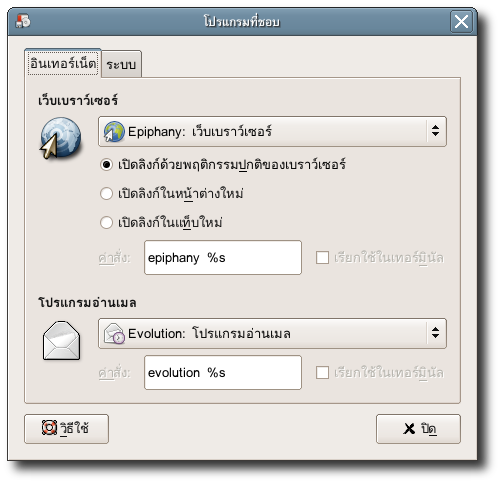 โปรแกรมที่ชอบ
อินเทอร์เน็ต ระบบ
เว็บเบราว์เซอร์
Epiphany: เว็บเบราว์เซอร์
เปิดลิงก์ด้วยพฤติกรรมปกติของเบราว์เซอร์
เปิดลิงก์ในหน้าต่างใหม่
เปิดลิงก์ในแท็บใหม่
คำสั่ง: epiphany %s เรียกใช้ในเทอร์มินัล
โปรแกรมอ่านเมล
Evolution: โปรแกรมอ่านเมล
คำสั่ง: evolution %s เรียกใช้ในเทอร์มินัล
วิธีใช้ ปิด